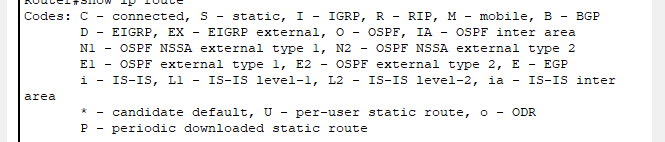 Router#show ip route
Codes: C - connected, S - static, I - IGRP, R - RIP, M - mobile, B - BGP
D - EIGRP, EX - EIGRP external, O - OSPF, IA - OSPF inter area
N1 - OSPF NSSA external type 1, N2 - OSPF NSSA external type 2
E1 - OSPF external type 1, E2 - OSPF external type 2, E - EGP
i - IS-IS, L1 - IS-IS level-1, L2 - IS-IS level-2, ia - IS-IS inter
area
* - candidate default, U - per-user static route, o - ODR
P - periodic downloaded static route